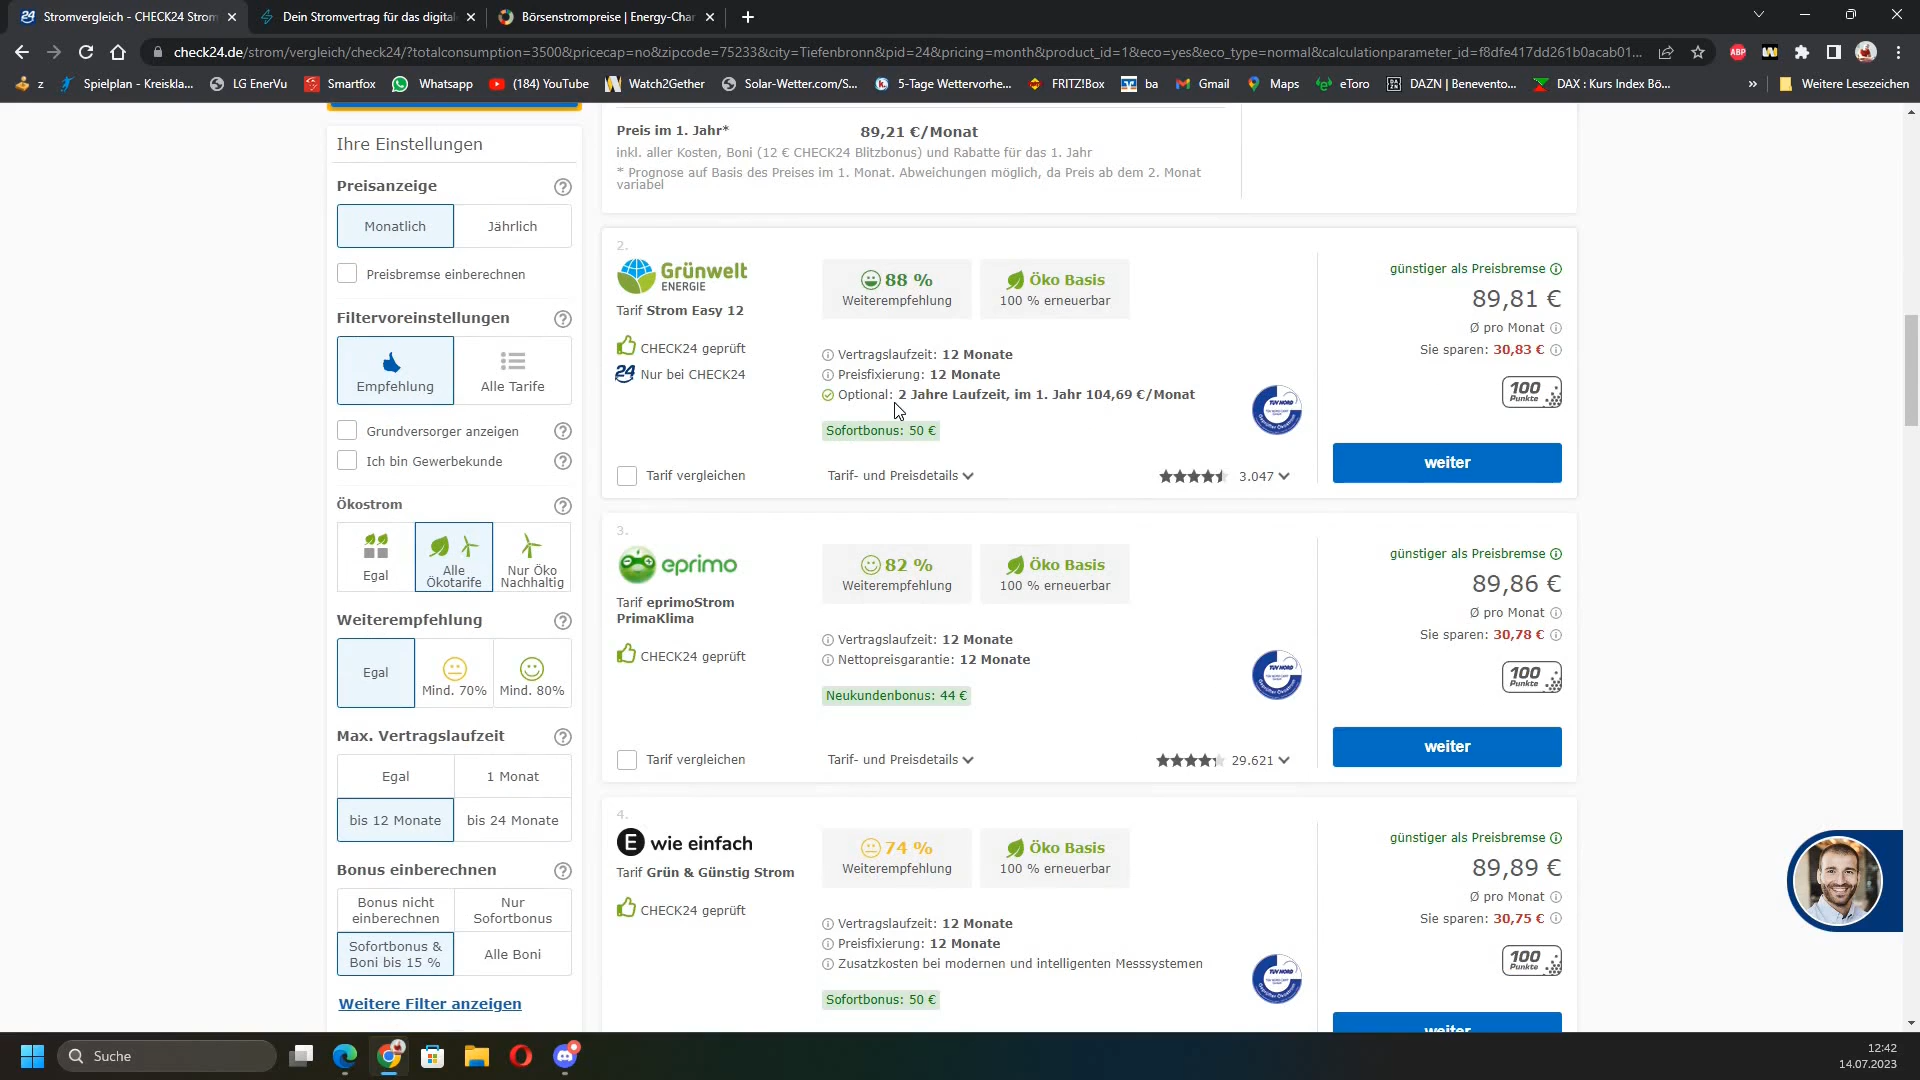 Stromvergleich - CHECK24 Strom
Dein Stromvertrag für das digital
Börsenstrompreise | Energy-Char
check24.de/strom/vergleich/check24/?totalconsumption=3500&pricecap=no&zipcode=75233&city=Tiefenbronn&pid=24&pricing=month&product_id=1&eco=yes&eco_type=normal&calculationparameter_id=f8dfe417dd261b0acab01...
ABP
z
Spielplan - Kreiskla...
LG EnerVu
Smartfox
Whatsapp
(184) YouTube
Watch2Gether
Solar-Wetter.com/S...
5-Tage Wettervorhe...
FRITZ!Box
ba
Gmail
Maps
eToro
DAZN | Benevento...
DAX : Kurs Index Bö...
»
Weitere Lesezeichen
Ihre Einstellungen
Preisanzeige
Monatlich
Jährlich
Preisbremse einberechnen
Filtervoreinstellungen
Empfehlung
Alle Tarife
Grundversorger anzeigen
Ich bin Gewerbekunde
Ökostrom
Egal
Alle
Ökotarife
Nur Öko
Nachhaltig
Weiterempfehlung
Egal
Mind. 70%
Mind. 80%
Max. Vertragslaufzeit
Egal
1 Monat
bis 12 Monate
bis 24 Monate
Bonus einberechnen
Bonus nicht
einberechnen
Nur
Sofortbonus
Sofortbonus &
Boni bis 15 %
Alle Boni
Weitere Filter anzeigen
Preis im 1. Jahr* 89,21 €/Monat
inkl. aller Kosten, Boni (12 € CHECK24 Blitzbonus) und Rabatte für das 1. Jahr
* Prognose auf Basis des Preises im 1. Monat. Abweichungen möglich, da Preis ab dem 2. Monat
variabel
2.
Grünwelt
ENERGIE
Tarif Strom Easy 12
CHECK24 geprüft
24 Nur bei CHECK24
88 %
Weiterempfehlung
Öko Basis
100 % erneuerbar
Vertragslaufzeit: 12 Monate
Preisfixierung: 12 Monate
Optional: 2 Jahre Laufzeit, im 1. Jahr 104,69 €/Monat
Sofortbonus: 50 €
Tarif vergleichen
Tarif- und Preisdetails
3.047
günstiger als Preisbremse
89,81 €
Ø pro Monat
Sie sparen: 30,83 €
100
Punkte
weiter
3.
eprimo
Tarif eprimoStrom
PrimaKlima
CHECK24 geprüft
82 %
Weiterempfehlung
Öko Basis
100 % erneuerbar
Vertragslaufzeit: 12 Monate
Nettopreisgarantie: 12 Monate
Neukundenbonus: 44 €
Tarif vergleichen
Tarif- und Preisdetails
29.621
günstiger als Preisbremse
89,86 €
Ø pro Monat
Sie sparen: 30,78 €
100
Punkte
weiter
4.
E wie einfach
Tarif Grün & Günstig Strom
CHECK24 geprüft
74 %
Weiterempfehlung
Öko Basis
100 % erneuerbar
Vertragslaufzeit: 12 Monate
Preisfixierung: 12 Monate
Zusatzkosten bei modernen und intelligenten Messsystemen
Sofortbonus: 50 €
günstiger als Preisbremse
89,89 €
Ø pro Monat
Sie sparen: 30,75 €
100
Punkte
weiter
Suche
12:42
14.07.2023